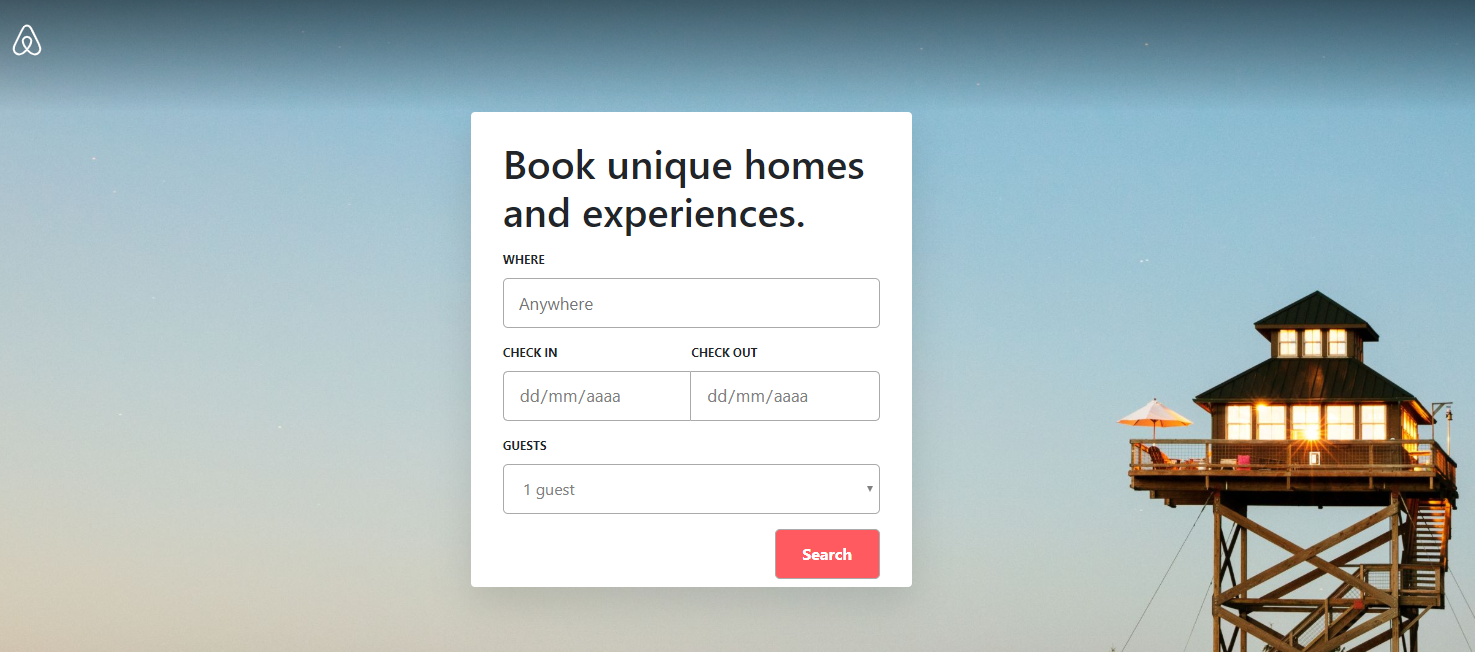 Book unique homes
and experiences.
WHERE
Anywhere
CHECK IN CHECK OUT
dd/mm/aaaa dd/mm/aaaa
GUESTS
1 guest
Search